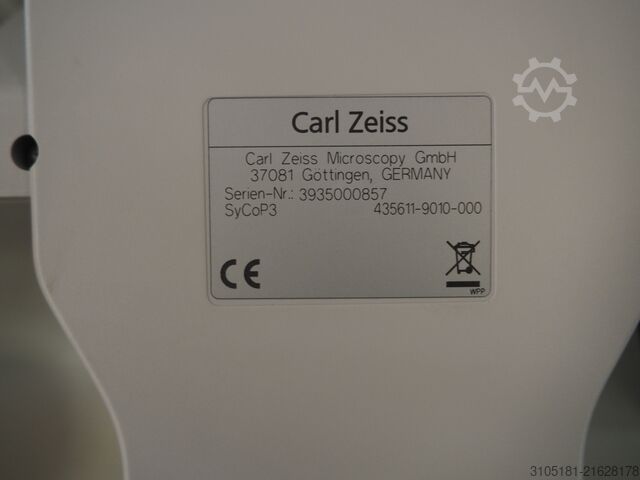 Carl Zeiss
Carl Zeiss Microscopy GmbH
37081 Göttingen, GERMANY
Serien-Nr.: 3935000857
SyCoP3 435611-9010-000
CE
WPP
3105181-21628178